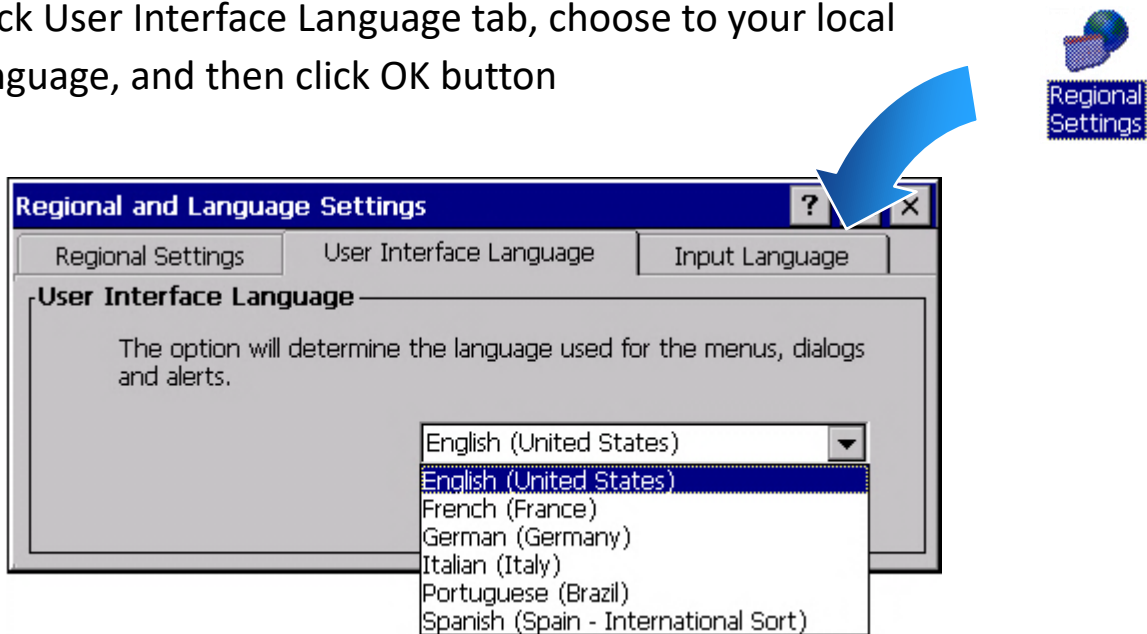 ck User Interface Language tab, choose to your local
nguage, and then click OK button
Regional
Settings
Regional and Language Settings
? ×
Regional Settings User Interface Language Input Language
User Interface Language
The option will determine the language used for the menus, dialogs
and alerts.
English (United States)
English (United States)
French (France)
German (Germany)
Italian (Italy)
Portuguese (Brazil)
Spanish (Spain - International Sort)